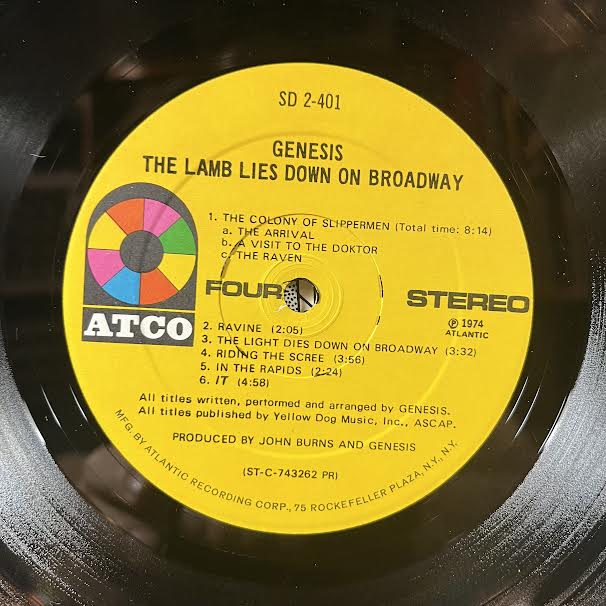 SD 2-401
GENESIS
THE LAMB LIES DOWN ON BROADWAY
1. THE COLONY OF SLIPPERMEN (Total time: 8:14)
a. THE ARRIVAL
b. A VISIT TO THE DOKTOR
c. THE RAVEN
FOUR
STEREO
ATCO
℗ 1974
ATLANTIC
2. RAVINE (2:05)
3. THE LIGHT DIES DOWN ON BROADWAY (3:32)
4. RIDING THE SCREE (3:56)
5. IN THE RAPIDS (2:24)
6. IT (4:58)
All titles written, performed and arranged by GENESIS.
All titles published by Yellow Dog Music, Inc., ASCAP.
PRODUCED BY JOHN BURNS AND GENESIS
(ST-C-743262 PR)
MFG. BY ATLANTIC RECORDING CORP., 75 ROCKEFELLER PLAZA, N.Y., N.Y.